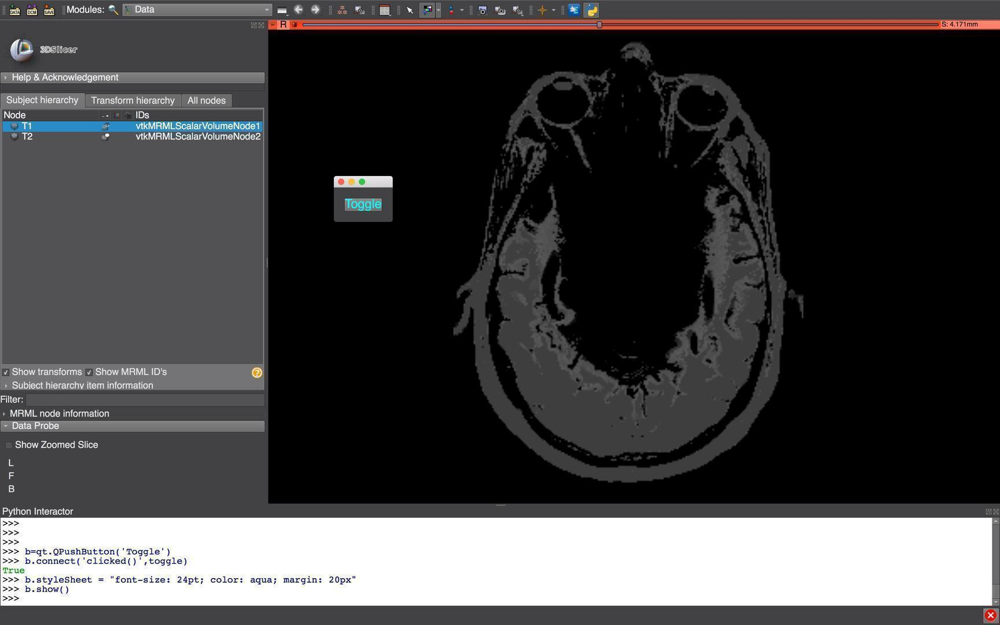 DATA DCM SAVE Modules: Data
R S: 4.171mm
3DSlicer
Help & Acknowledgement
Subject hierarchy Transform hierarchy All nodes
Node IDs
T1 vtkMRMLScalarVolumeNode1
T2 vtkMRMLScalarVolumeNode2
Toggle
Show transforms Show MRML ID's
Subject hierarchy item information
Filter:
MRML node information
Data Probe
Show Zoomed Slice
L
F
B
Python Interactor
>>>
>>>
>>>
>>> b=qt.QPushButton('Toggle')
>>> b.connect('clicked()',toggle)
True
>>> b.styleSheet = "font-size: 24pt; color: aqua; margin: 20px"
>>> b.show()
>>>